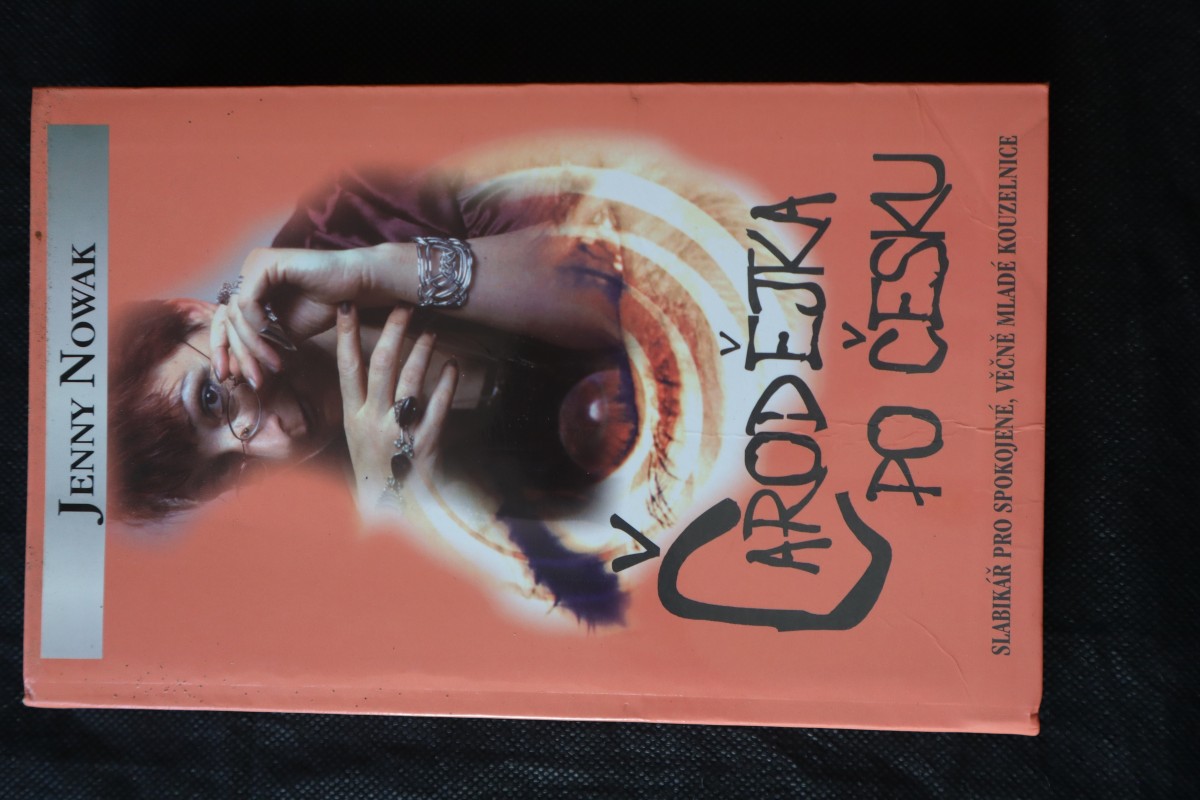 JENNY NOWAK
ČARODĚJKA
PO ČESKU
SLABIKÁŘ PRO SPOKOJENÉ, VĚČNĚ MLADÉ KOUZELNICE